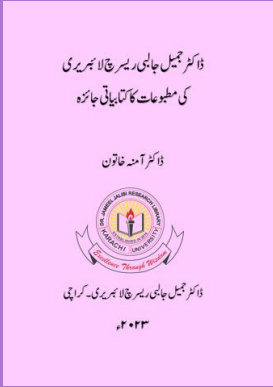 ڈاکٹر جمیل جالبی ریسرچ لائبریری
کی مطبوعات کا کتابیاتی جائزہ
ڈاکٹر آمنہ خاتون
DR. JAMEEL JALIBI RESEARCH LIBRARY
KARACHI UNIVERSITY
Excellence Through Wisdom
ڈاکٹر جمیل جالبی ریسرچ لائبریری۔ کراچی
۲۰۲۳ء